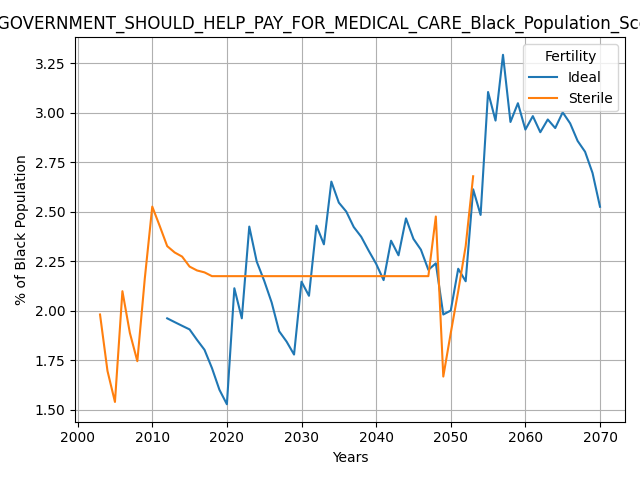 GOVERNMENT_SHOULD_HELP_PAY_FOR_MEDICAL_CARE_Black_Population_Sc
Fertility
Ideal
Sterile
3.25
3.00
2.75
2.50
2.25
2.00
1.75
1.50
% of Black Population
2000 2010 2020 2030 2040 2050 2060 2070
Years